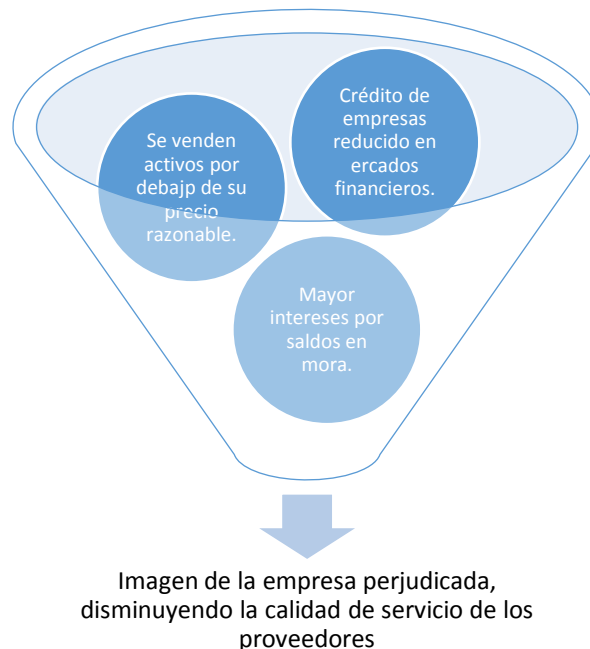 Se venden
activos por
debajp de su
precio
razonable.
Crédito de
empresas
reducido en
ercados
financieros.
Mayor
intereses por
saldos en
mora.
Imagen de la empresa perjudicada,
disminuyendo la calidad de servicio de los
proveedores